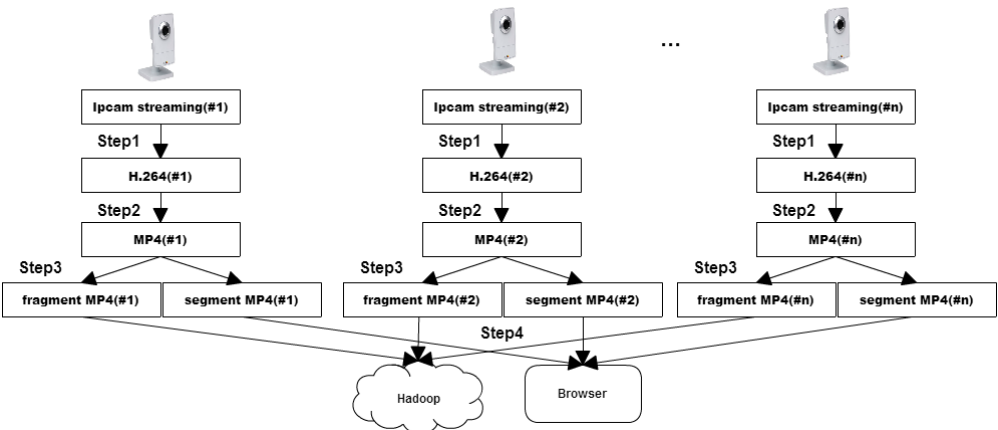 ...
Ipcam streaming(#1)
Ipcam streaming(#2)
Ipcam streaming(#n)
Step1
Step1
Step1
H.264(#1)
H.264(#2)
H.264(#n)
Step2
Step2
Step2
MP4(#1)
MP4(#2)
MP4(#n)
Step3
Step3
Step3
fragment MP4(#1)
segment MP4(#1)
fragment MP4(#2)
segment MP4(#2)
fragment MP4(#n)
segment MP4(#n)
Step4
Hadoop
Browser